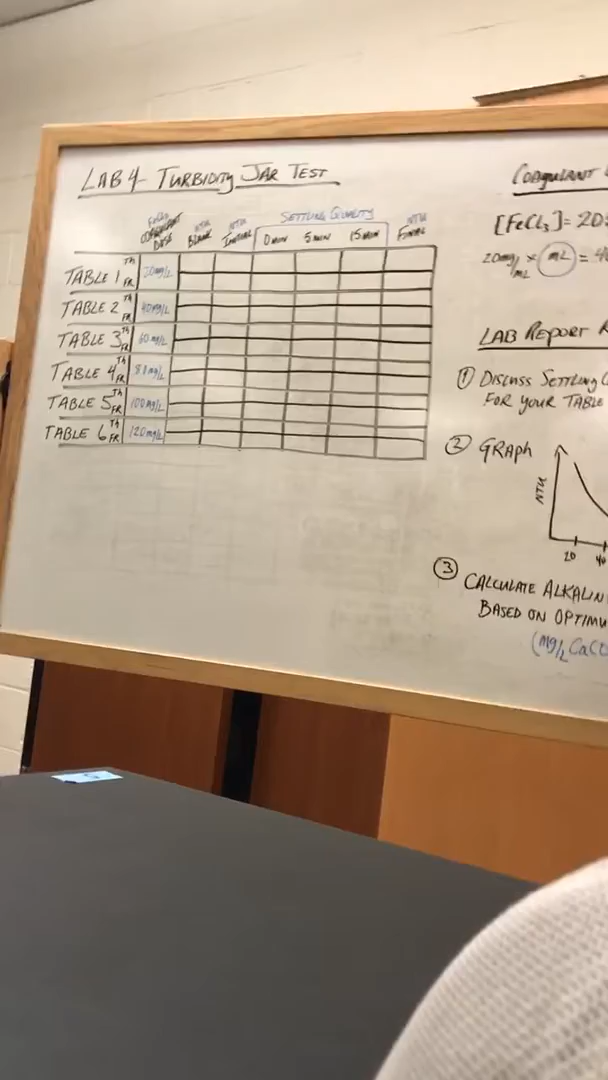 LAB 4 TURBIDITY JAR TEST
FeCl3 COAGULANT DOSE
NTU BLANK
NTU INITIAL
SETTLING QUALITY
0 MIN 5 MIN 15 MIN
NTU FINAL
TABLE 1 TH FR 20mg/L
TABLE 2 TH FR 40mg/L
TABLE 3 TH FR 60mg/L
TABLE 4 TH FR 80mg/L
TABLE 5 TH FR 100mg/L
TABLE 6 TH FR 120mg/L
COAGULANT
[FeCl3] = 20
20mg/mL × mL = 4
LAB REPORT R
① DISCUSS SETTLING Q
FOR YOUR TABLE
② GRAPH
NTU
20 40
③ CALCULATE ALKALIN
BASED ON OPTIMU
(mg/L CaCO